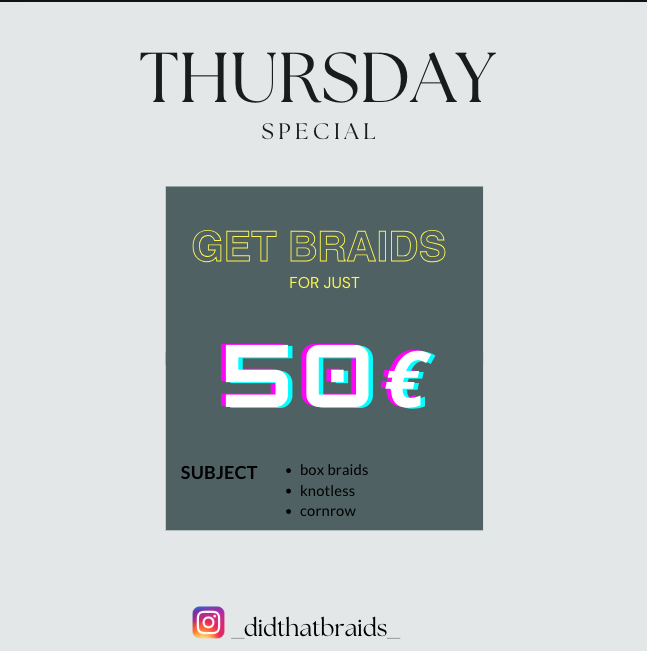 THURSDAY
SPECIAL
GET BRAIDS
FOR JUST
50€
SUBJECT
• box braids
• knotless
• cornrow
_didthatbraids_